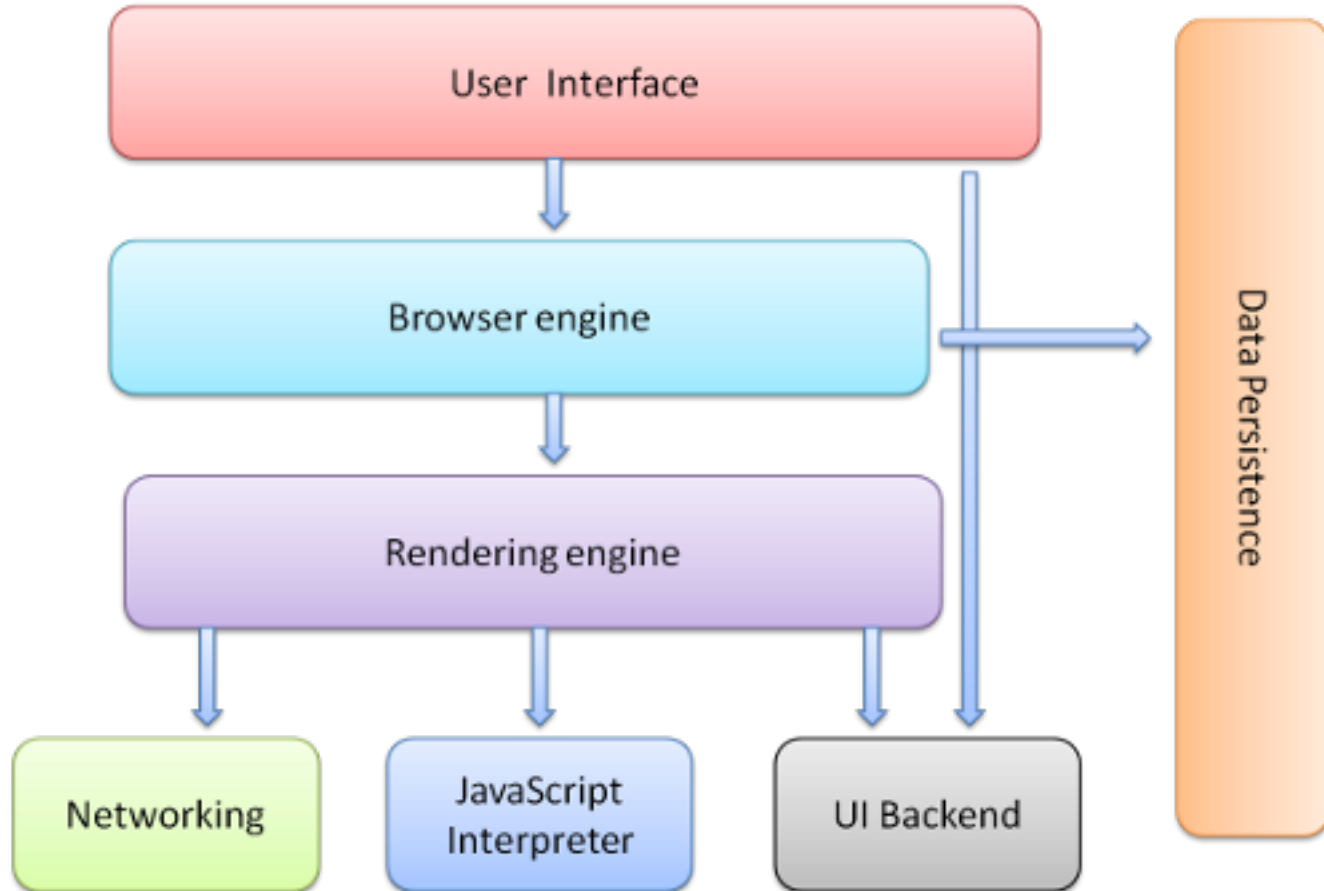 User Interface
Browser engine
Data Persistence
Rendering engine
Networking
JavaScript
Interpreter
UI Backend